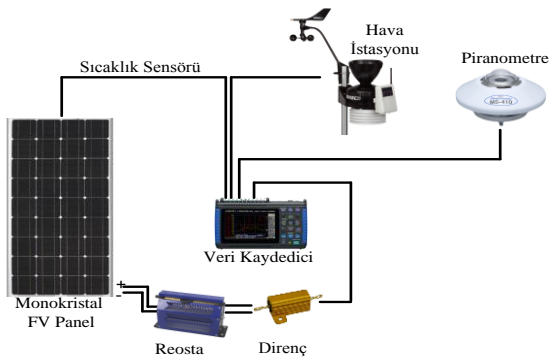 Hava
İstasyonu
Piranometre
Sıcaklık Sensörü
MS-410
Veri Kaydedici
+
-
Monokristal
FV Panel
Reosta
Direnç